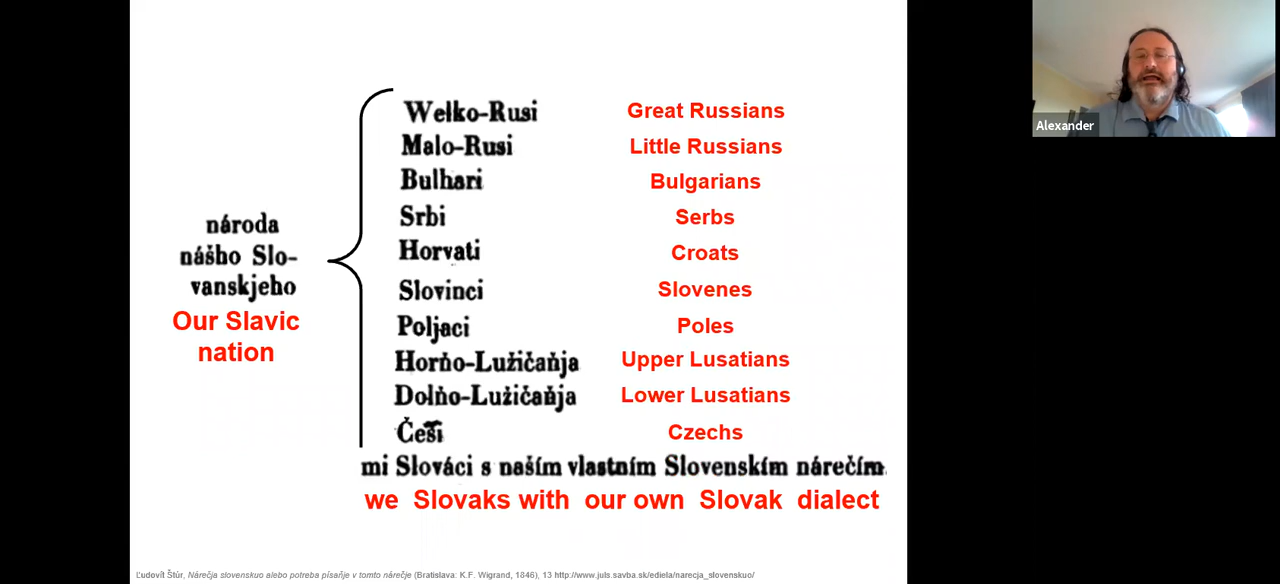 národa
nášho Slo-
vanskjeho
Our Slavic
nation
Wełko-Rusi Great Russians
Malo-Rusi Little Russians
Bulhari Bulgarians
Srbi Serbs
Horvati Croats
Slovinci Slovenes
Poljaci Poles
Horňo-Lužičaňja Upper Lusatians
Dolňo-Lužičaňja Lower Lusatians
Česi Czechs
mi Slováci s naším vlastním Slovenskím nárečím.
we Slovaks with our own Slovak dialect
Ľudovít Štúr, Nárečja slovenskuo alebo potreba písaňje v tomto nárečje (Bratislava: K.F. Wigrand, 1846), 13 http://www.juls.savba.sk/ediela/narecja_slovenskuo/
Alexander